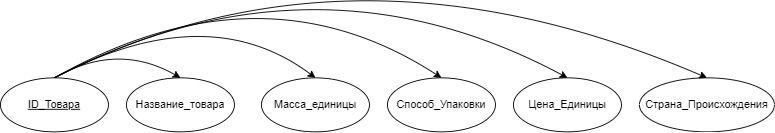 ID_Товара
Название_товара
Масса_единицы
Способ_Упаковки
Цена_Единицы
Страна_Происхождения